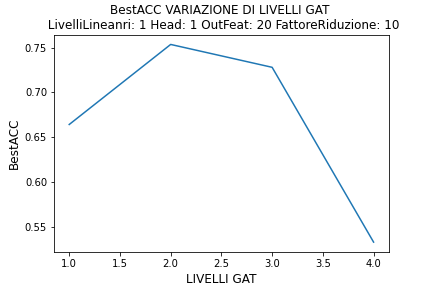 BestACC VARIAZIONE DI LIVELLI GAT
LivelliLineanri: 1 Head: 1 OutFeat: 20 FattoreRiduzione: 10
0.75
0.70
0.65
0.60
0.55
BestACC
1.0 1.5 2.0 2.5 3.0 3.5 4.0
LIVELLI GAT